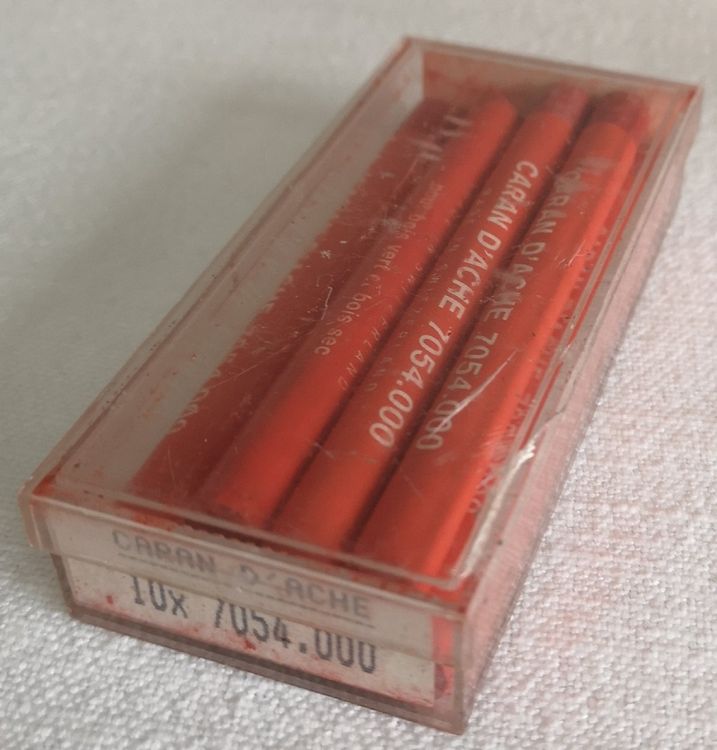 pour bois vert et bois sec
CARAN D'ACHE 7054.000
CARAN D'ACHE 7054.000
SWITZERLAND
CARAN D'ACHE
10x 7054.000